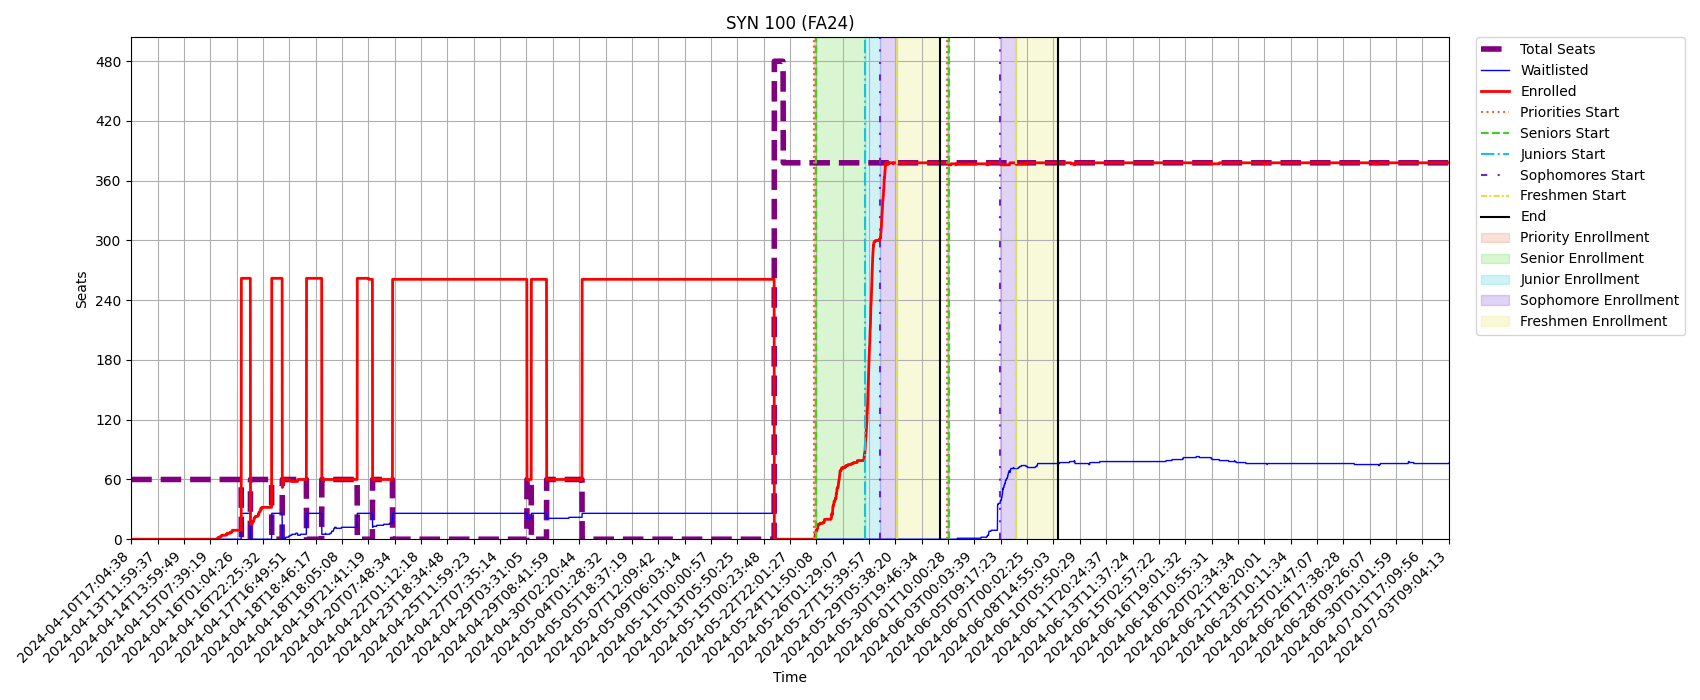 SYN 100 (FA24)
Total Seats
Waitlisted
Enrolled
Priorities Start
Seniors Start
Juniors Start
Sophomores Start
Freshmen Start
End
Priority Enrollment
Senior Enrollment
Junior Enrollment
Sophomore Enrollment
Freshmen Enrollment
Seats
480
420
360
300
240
180
120
60
0
2024-04-10T17:04:38
2024-04-13T11:59:37
2024-04-14T13:59:49
2024-04-15T07:39:19
2024-04-16T01:04:26
2024-04-16T22:25:32
2024-04-17T16:49:51
2024-04-18T18:46:17
2024-04-18T18:05:08
2024-04-19T21:41:19
2024-04-20T07:48:34
2024-04-22T01:12:18
2024-04-23T18:34:48
2024-04-25T11:59:23
2024-04-27T07:35:14
2024-04-29T03:31:05
2024-04-29T08:41:59
2024-04-30T02:20:44
2024-05-04T01:28:32
2024-05-05T18:37:19
2024-05-07T12:09:42
2024-05-09T06:03:14
2024-05-11T00:00:57
2024-05-13T05:50:25
2024-05-15T00:23:48
2024-05-22T22:01:27
2024-05-24T11:50:08
2024-05-26T01:29:07
2024-05-27T15:39:57
2024-05-29T05:38:20
2024-05-30T19:46:34
2024-06-01T10:00:28
2024-06-03T00:03:39
2024-06-05T09:17:23
2024-06-07T00:02:25
2024-06-08T14:55:03
2024-06-10T05:50:29
2024-06-11T20:24:37
2024-06-13T11:37:24
2024-06-15T02:57:22
2024-06-16T19:01:32
2024-06-18T10:55:31
2024-06-20T02:34:34
2024-06-21T18:20:01
2024-06-23T10:11:34
2024-06-25T01:47:07
2024-06-26T17:38:28
2024-06-28T09:26:07
2024-06-30T01:01:59
2024-07-01T17:09:56
2024-07-03T09:04:13
Time